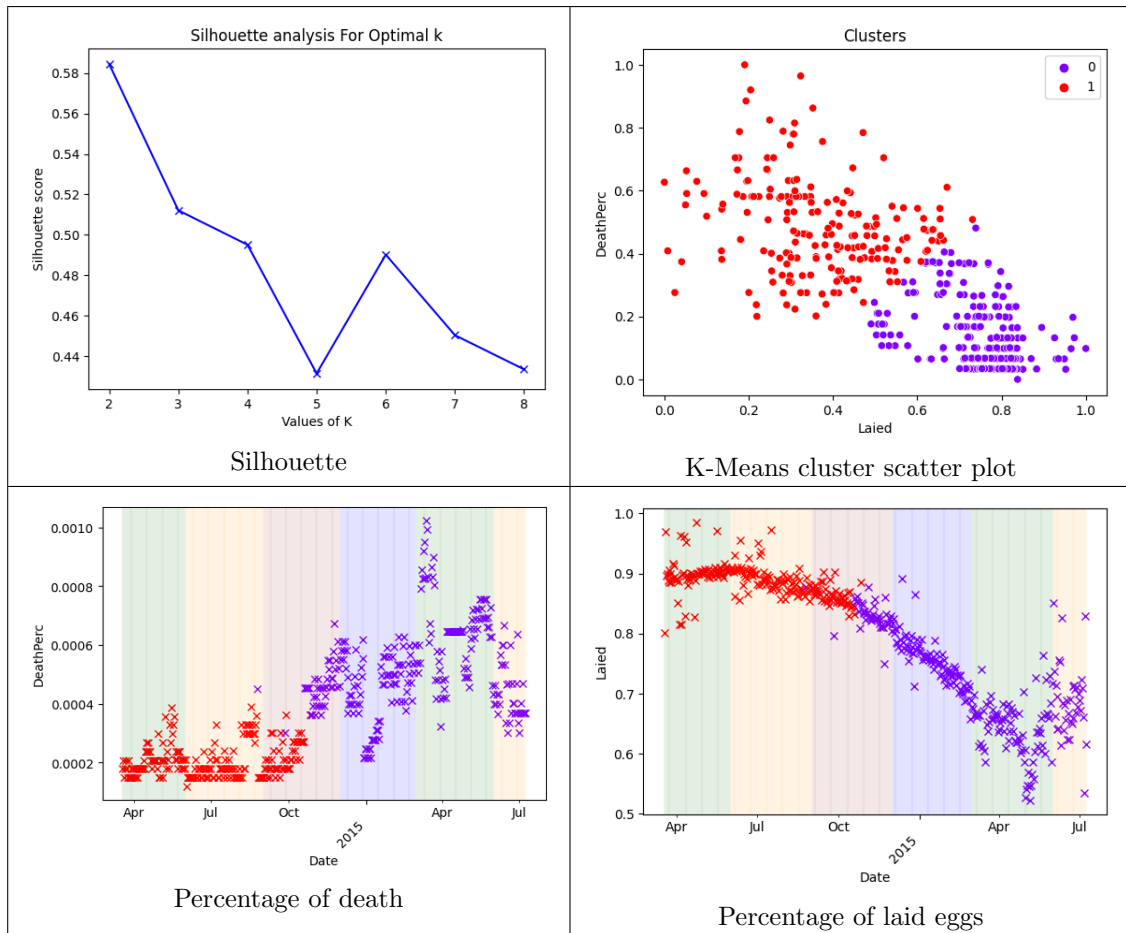 Silhouette analysis For Optimal k
Silhouette score
0.58
0.56
0.54
0.52
0.50
0.48
0.46
0.44
2 3 4 5 6 7 8
Values of K
Silhouette
Clusters
0
1
DeathPerc
1.0
0.8
0.6
0.4
0.2
0.0
0.0 0.2 0.4 0.6 0.8 1.0
Laied
K-Means cluster scatter plot
DeathPerc
0.0010
0.0008
0.0006
0.0004
0.0002
Apr Jul Oct 2015 Apr Jul
Date
Percentage of death
Laied
1.0
0.9
0.8
0.7
0.6
0.5
Apr Jul Oct 2015 Apr Jul
Date
Percentage of laid eggs